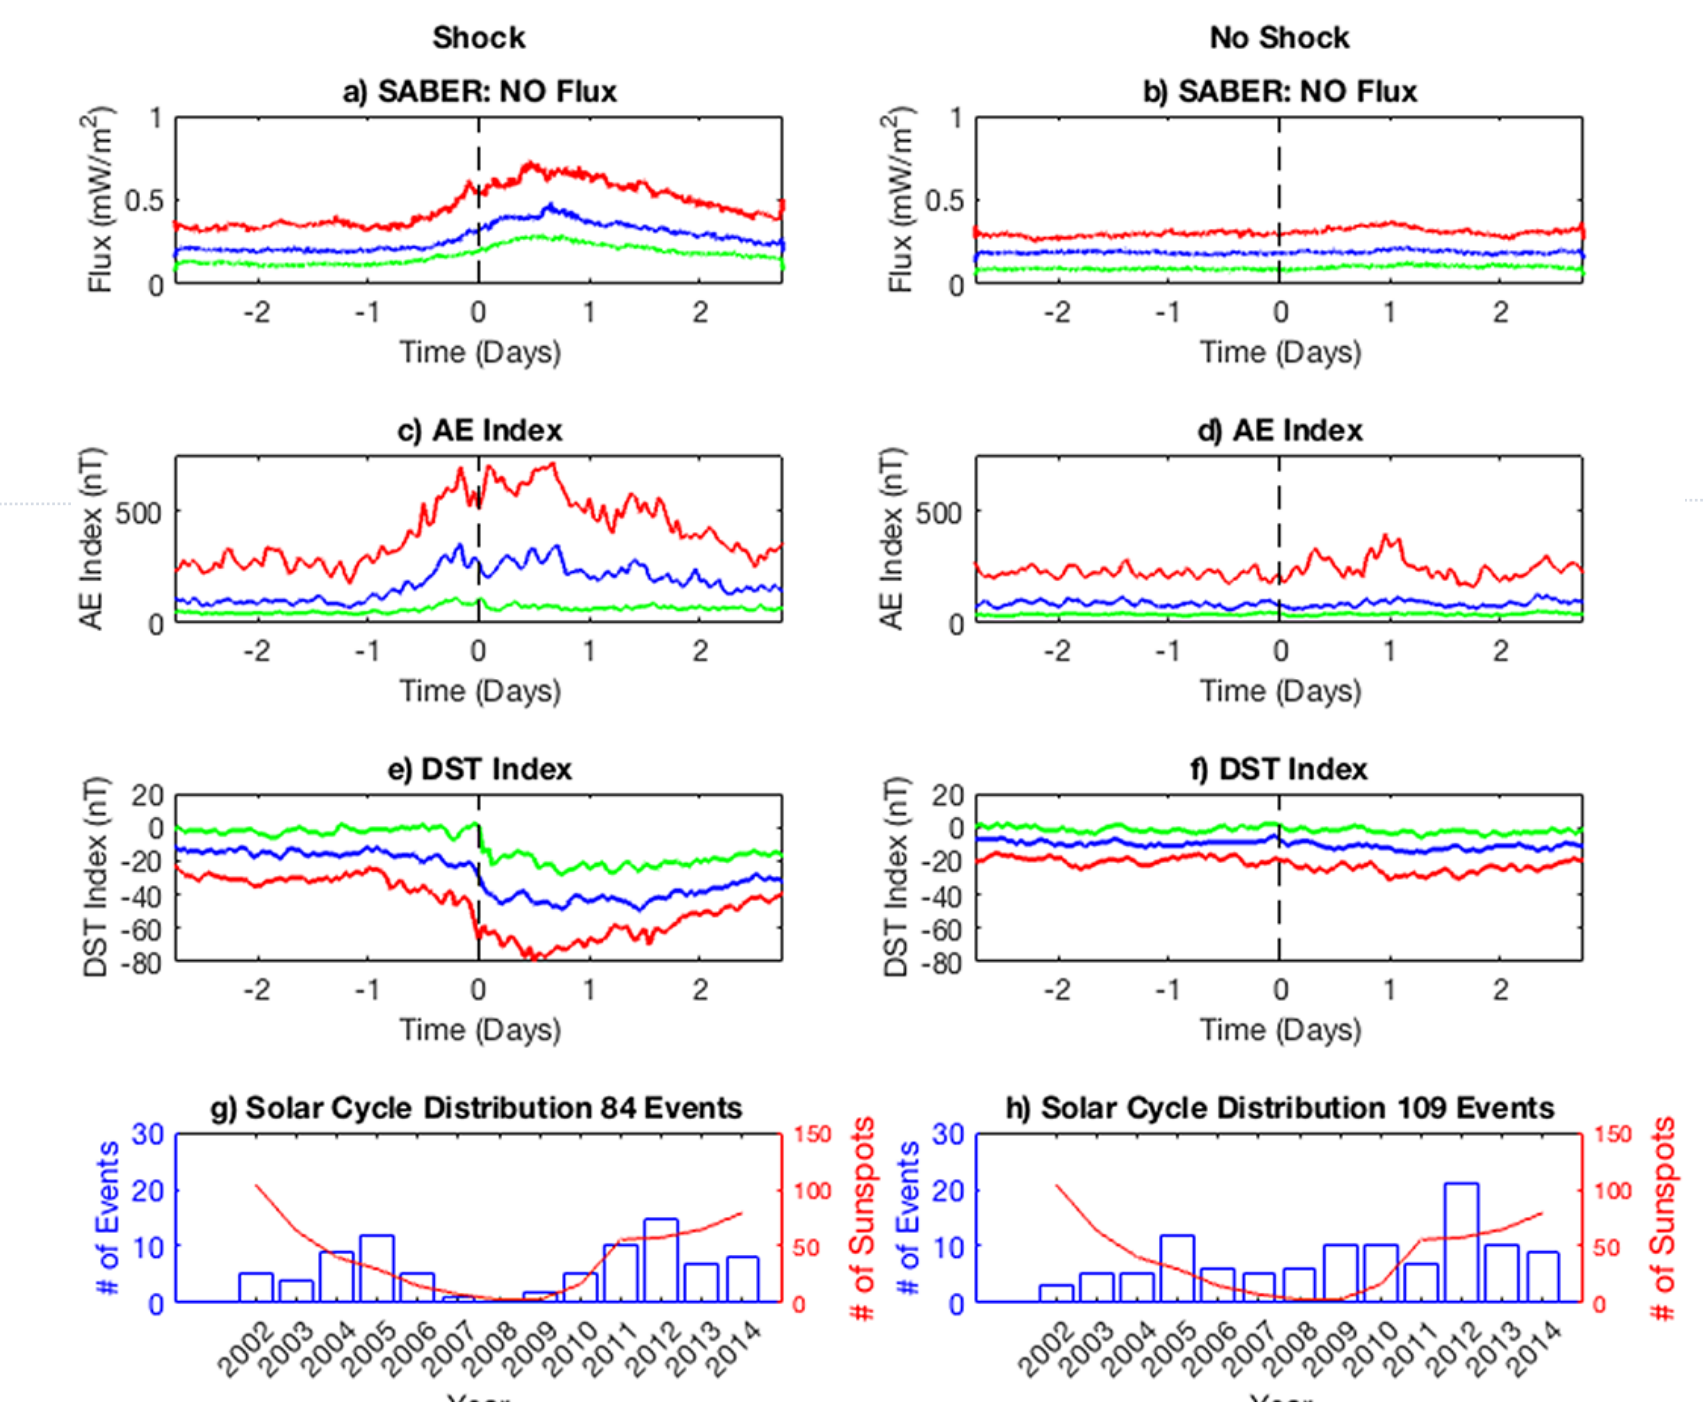 Shock
No Shock
a) SABER: NO Flux
b) SABER: NO Flux
Flux (mW/m²)
1
0.5
0
-2 -1 0 1 2
Time (Days)
Flux (mW/m²)
1
0.5
0
-2 -1 0 1 2
Time (Days)
c) AE Index
d) AE Index
AE Index (nT)
500
0
-2 -1 0 1 2
Time (Days)
AE Index (nT)
500
0
-2 -1 0 1 2
Time (Days)
e) DST Index
f) DST Index
DST Index (nT)
20
0
-20
-40
-60
-80
-2 -1 0 1 2
Time (Days)
DST Index (nT)
20
0
-20
-40
-60
-80
-2 -1 0 1 2
Time (Days)
g) Solar Cycle Distribution 84 Events
h) Solar Cycle Distribution 109 Events
# of Events
30
20
10
0
150
100
50
0
# of Sunspots
2002 2003 2004 2005 2006 2007 2008 2009 2010 2011 2012 2013 2014
Year
# of Events
30
20
10
0
150
100
50
0
# of Sunspots
2002 2003 2004 2005 2006 2007 2008 2009 2010 2011 2012 2013 2014
Year